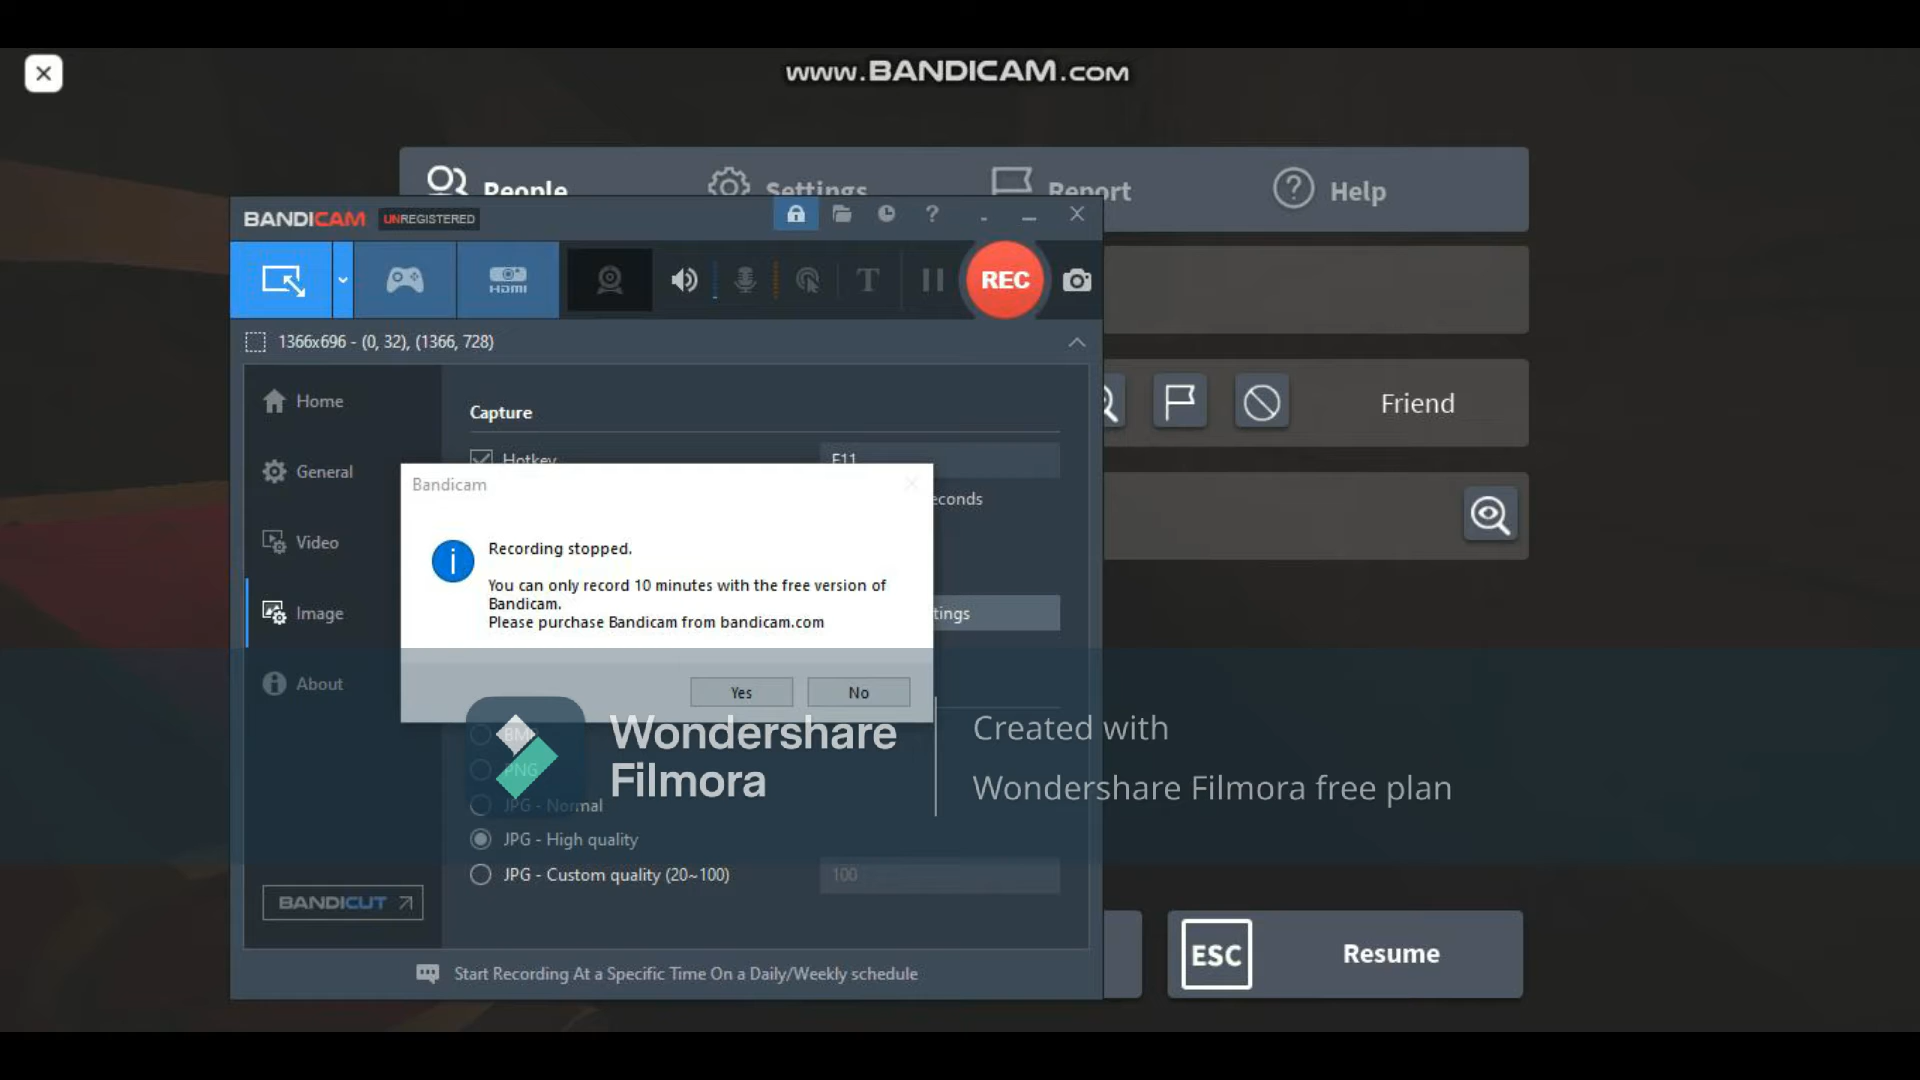 www.BANDICAM.com
People
Settings
Report
Help
BANDICAM UNREGISTERED
HDMI
T
REC
1366x696 - (0, 32), (1366, 728)
Home
General
Video
Image
About
Capture
Hotkey
F11
Friend
Bandicam
Recording stopped.
You can only record 10 minutes with the free version of
Bandicam.
Please purchase Bandicam from bandicam.com
Yes
No
BMP
PNG
JPG - Normal
JPG - High quality
JPG - Custom quality (20~100)
100
Wondershare
Filmora
Created with
Wondershare Filmora free plan
BANDICUT
Start Recording At a Specific Time On a Daily/Weekly schedule
ESC
Resume